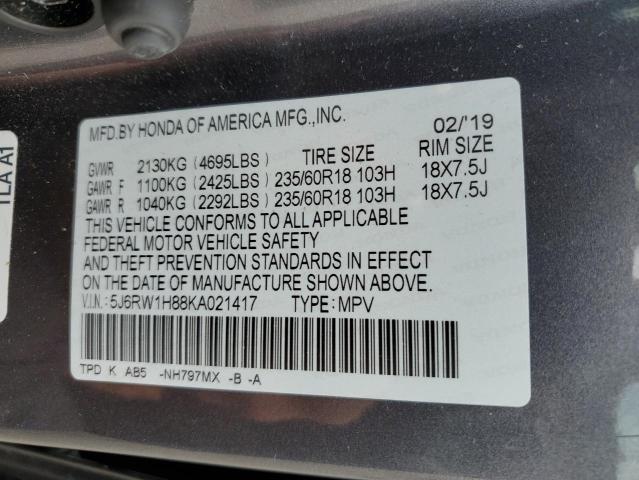 MFD.BY HONDA OF AMERICA MFG.,INC. 02/'19
GVWR 2130KG (4695LBS) TIRE SIZE RIM SIZE
GAWR F 1100KG (2425LBS) 235/60R18 103H 18X7.5J
GAWR R 1040KG (2292LBS) 235/60R18 103H 18X7.5J
THIS VEHICLE CONFORMS TO ALL APPLICABLE
FEDERAL MOTOR VEHICLE SAFETY
AND THEFT PREVENTION STANDARDS IN EFFECT
ON THE DATE OF MANUFACTURE SHOWN ABOVE.
V.I.N.: 5J6RW1H88KA021417 TYPE: MPV
TPD K AB5 -NH797MX -B -A
1LA A1